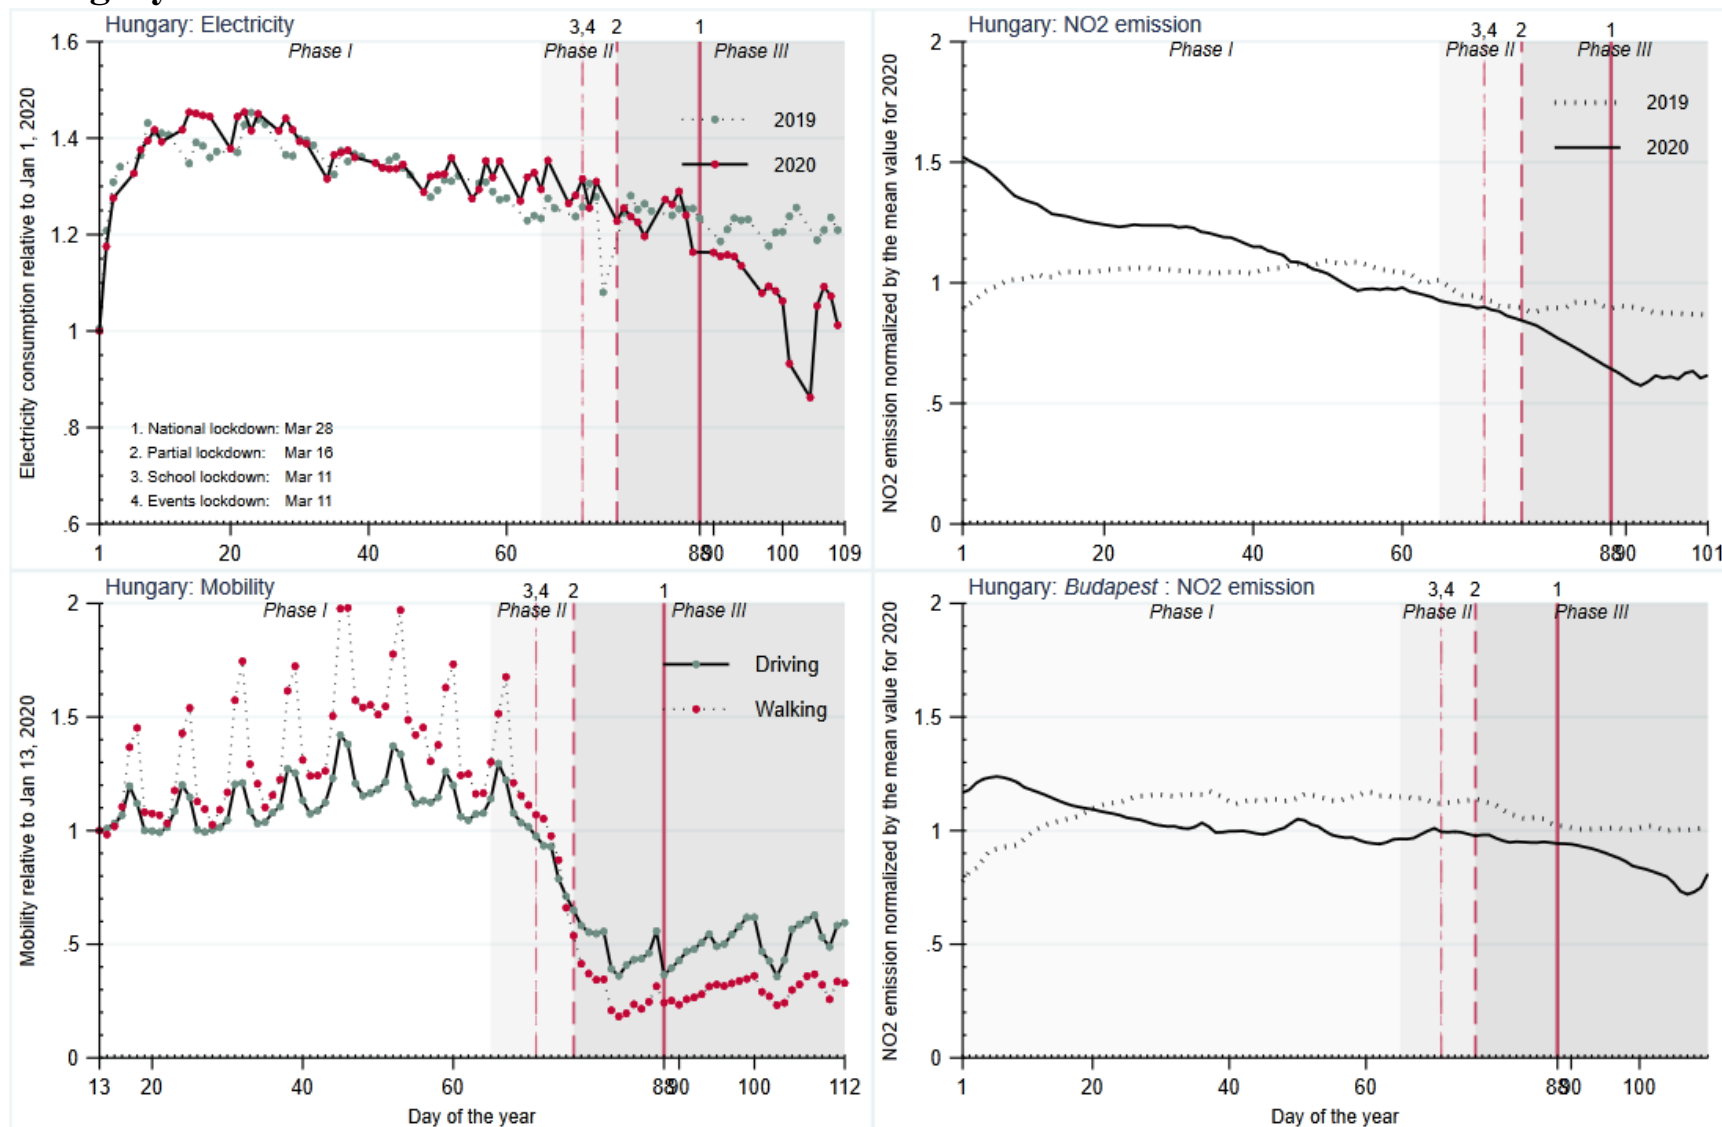 Hungary: Electricity
3,4 2 1
Phase I Phase II Phase III
1.6
1.4
1.2
1
.8
.6
Electricity consumption relative to Jan 1, 2020
2019
2020
1. National lockdown: Mar 28
2. Partial lockdown: Mar 16
3. School lockdown: Mar 11
4. Events lockdown: Mar 11
1 20 40 60 88 90 100 109
Hungary: NO2 emission
3,4 2 1
Phase I Phase II Phase III
2
1.5
1
.5
0
NO2 emission normalized by the mean value for 2020
2019
2020
1 20 40 60 88 90 101
Hungary: Mobility
3,4 2 1
Phase I Phase II Phase III
2
1.5
1
.5
0
Mobility relative to Jan 13, 2020
Driving
Walking
13 20 40 60 88 90 100 112
Day of the year
Hungary: Budapest : NO2 emission
3,4 2 1
Phase I Phase II Phase III
2
1.5
1
.5
0
NO2 emission normalized by the mean value for 2020
1 20 40 60 88 90 100
Day of the year